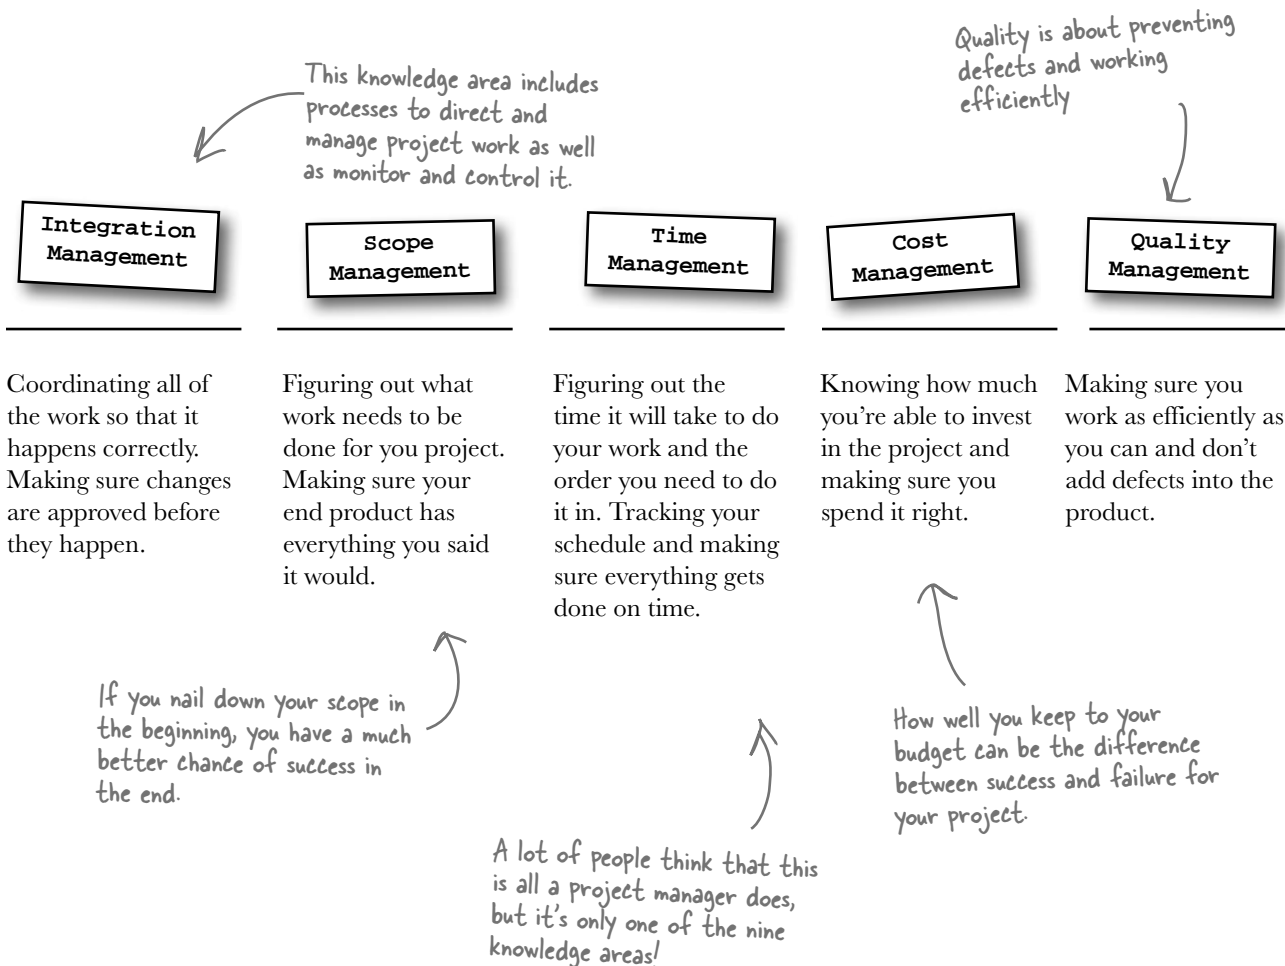 This knowledge area includes
processes to direct and
manage project work as well
as monitor and control it.
Quality is about preventing
defects and working
efficiently
Integration
Management
Scope
Management
Time
Management
Cost
Management
Quality
Management
Coordinating all of
the work so that it
happens correctly.
Making sure changes
are approved before
they happen.
Figuring out what
work needs to be
done for you project.
Making sure your
end product has
everything you said
it would.
Figuring out the
time it will take to do
your work and the
order you need to do
it in. Tracking your
schedule and making
sure everything gets
done on time.
Knowing how much
you’re able to invest
in the project and
making sure you
spend it right.
Making sure you
work as efficiently as
you can and don’t
add defects into the
product.
If you nail down your scope in
the beginning, you have a much
better chance of success in
the end.
A lot of people think that this
is all a project manager does,
but it's only one of the nine
knowledge areas!
How well you keep to your
budget can be the difference
between success and failure for
your project.